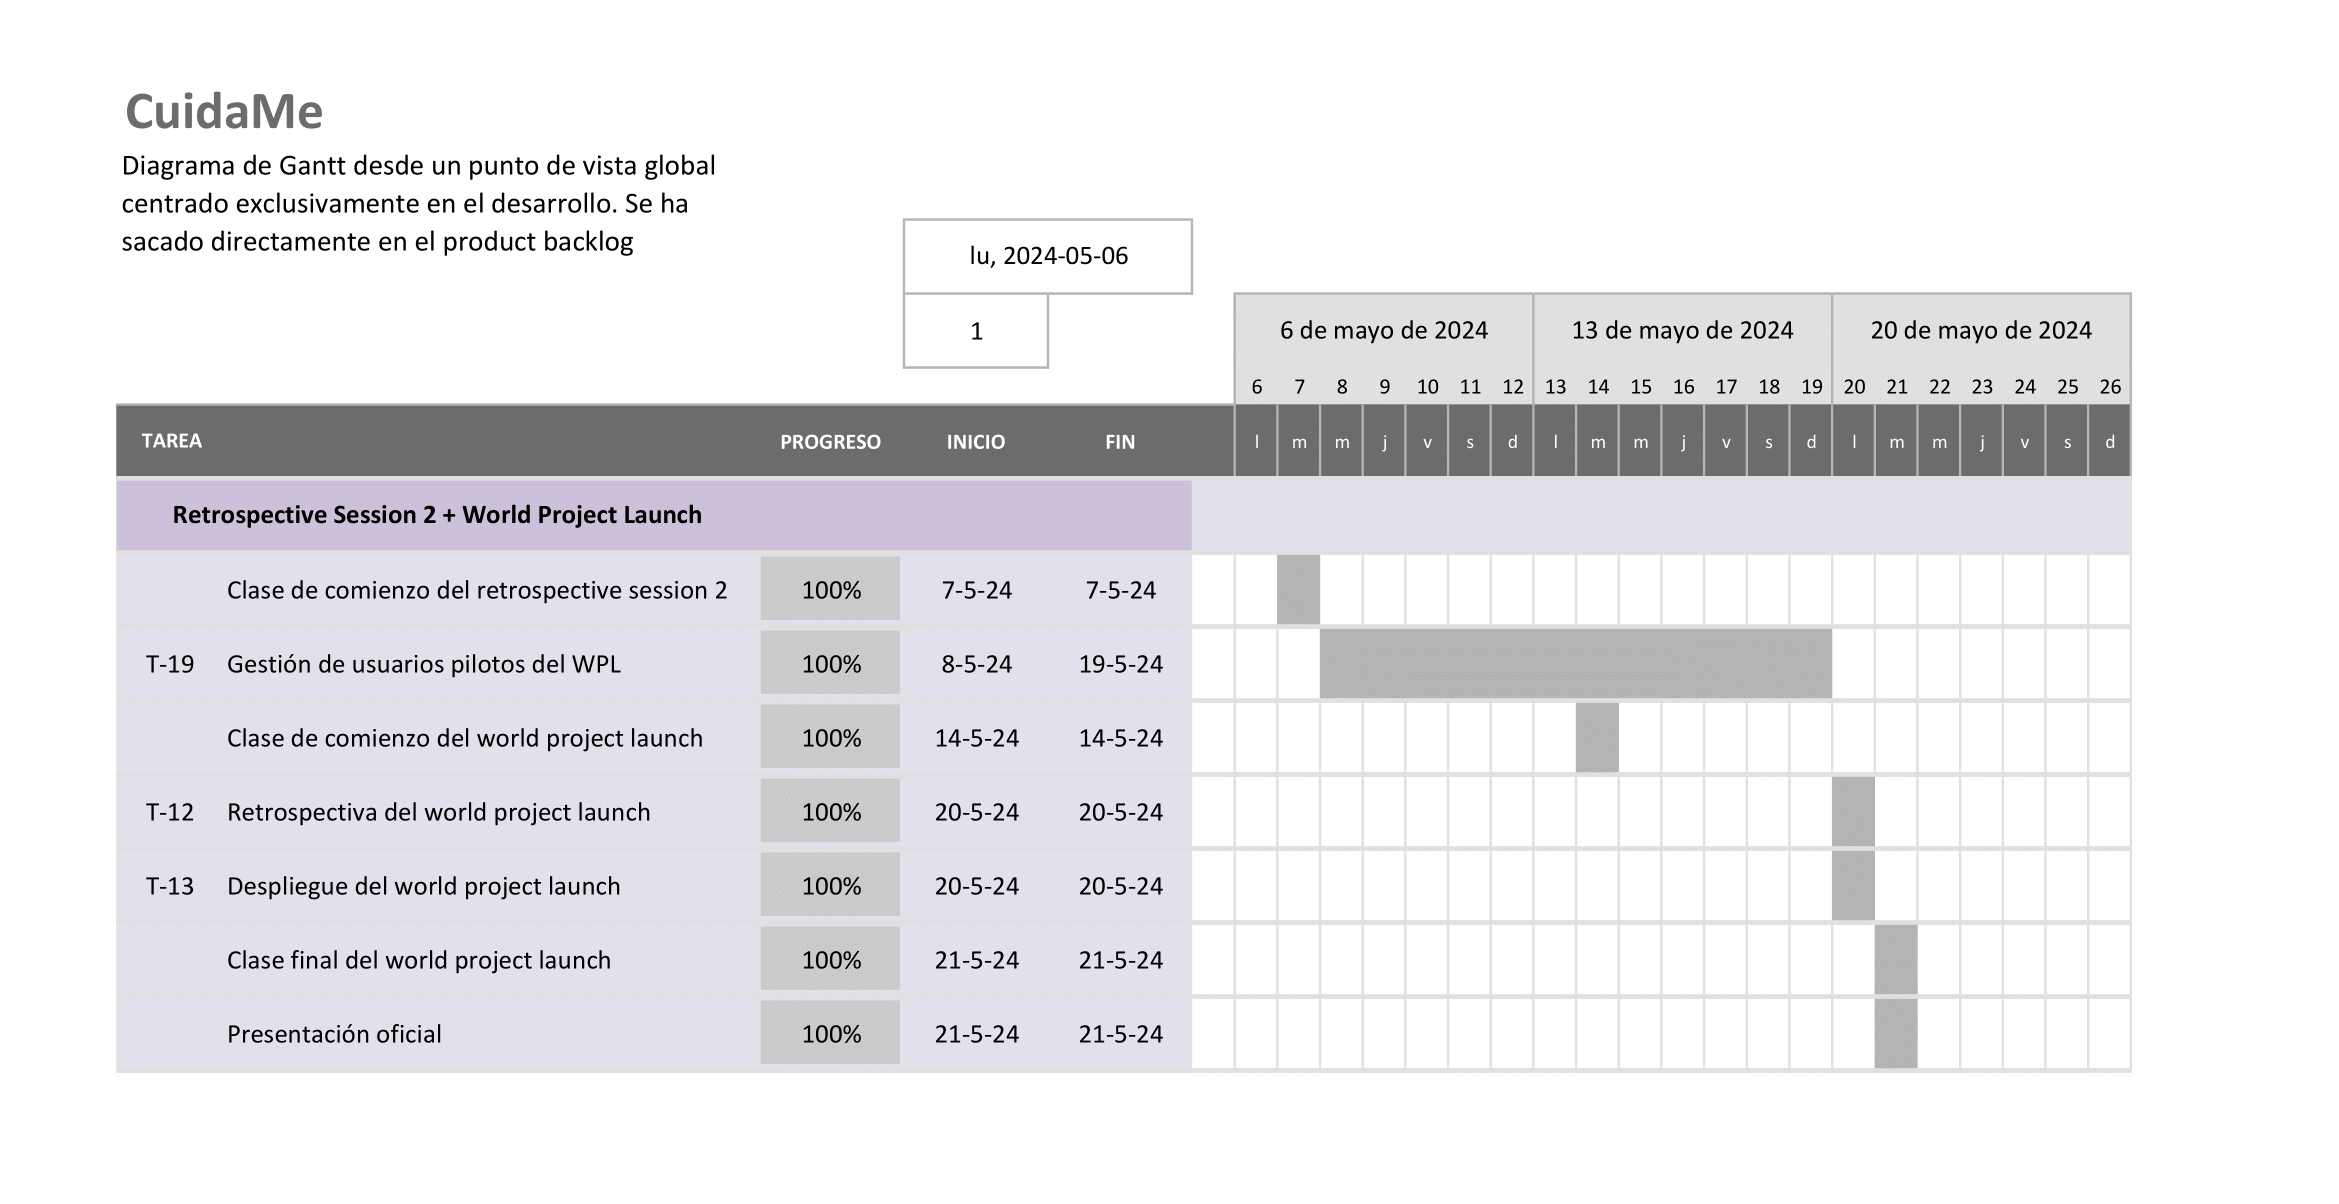 CuidaMe
Diagrama de Gantt desde un punto de vista global
centrado exclusivamente en el desarrollo. Se ha
sacado directamente en el product backlog
lu, 2024-05-06
1
6 de mayo de 2024 13 de mayo de 2024 20 de mayo de 2024
6 7 8 9 10 11 12 13 14 15 16 17 18 19 20 21 22 23 24 25 26
TAREA PROGRESO INICIO FIN l m m j v s d l m m j v s d l m m j v s d
Retrospective Session 2 + World Project Launch
Clase de comienzo del retrospective session 2 100% 7-5-24 7-5-24
T-19 Gestión de usuarios pilotos del WPL 100% 8-5-24 19-5-24
Clase de comienzo del world project launch 100% 14-5-24 14-5-24
T-12 Retrospectiva del world project launch 100% 20-5-24 20-5-24
T-13 Despliegue del world project launch 100% 20-5-24 20-5-24
Clase final del world project launch 100% 21-5-24 21-5-24
Presentación oficial 100% 21-5-24 21-5-24